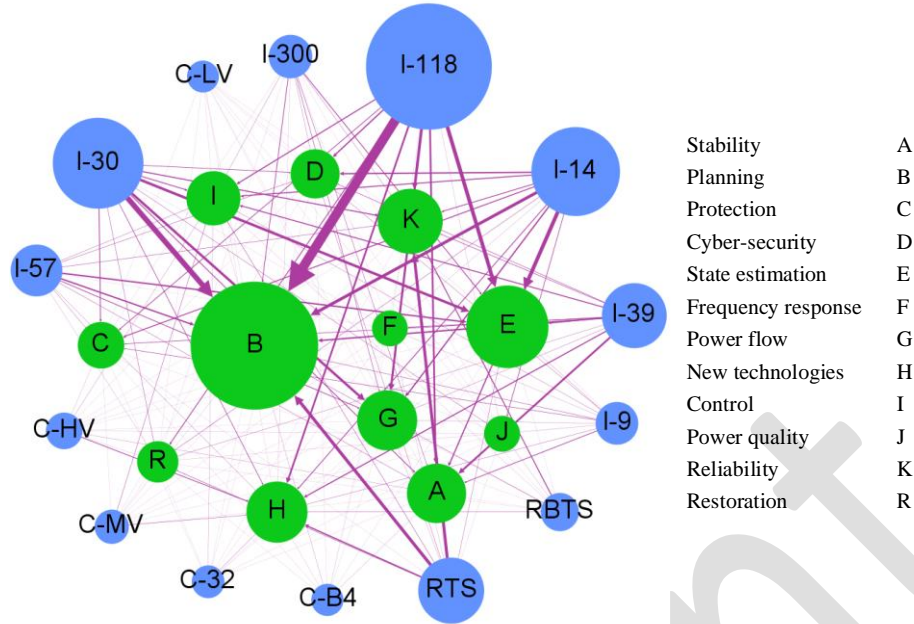 I-118
I-300
C-LV
I-30
I-14
D
I
K
I-57
I-39
B
F
E
C
G
J
I-9
C-HV
R
A
H
RBTS
C-MV
C-32
C-B4
RTS
Stability A
Planning B
Protection C
Cyber-security D
State estimation E
Frequency response F
Power flow G
New technologies H
Control I
Power quality J
Reliability K
Restoration R
nt